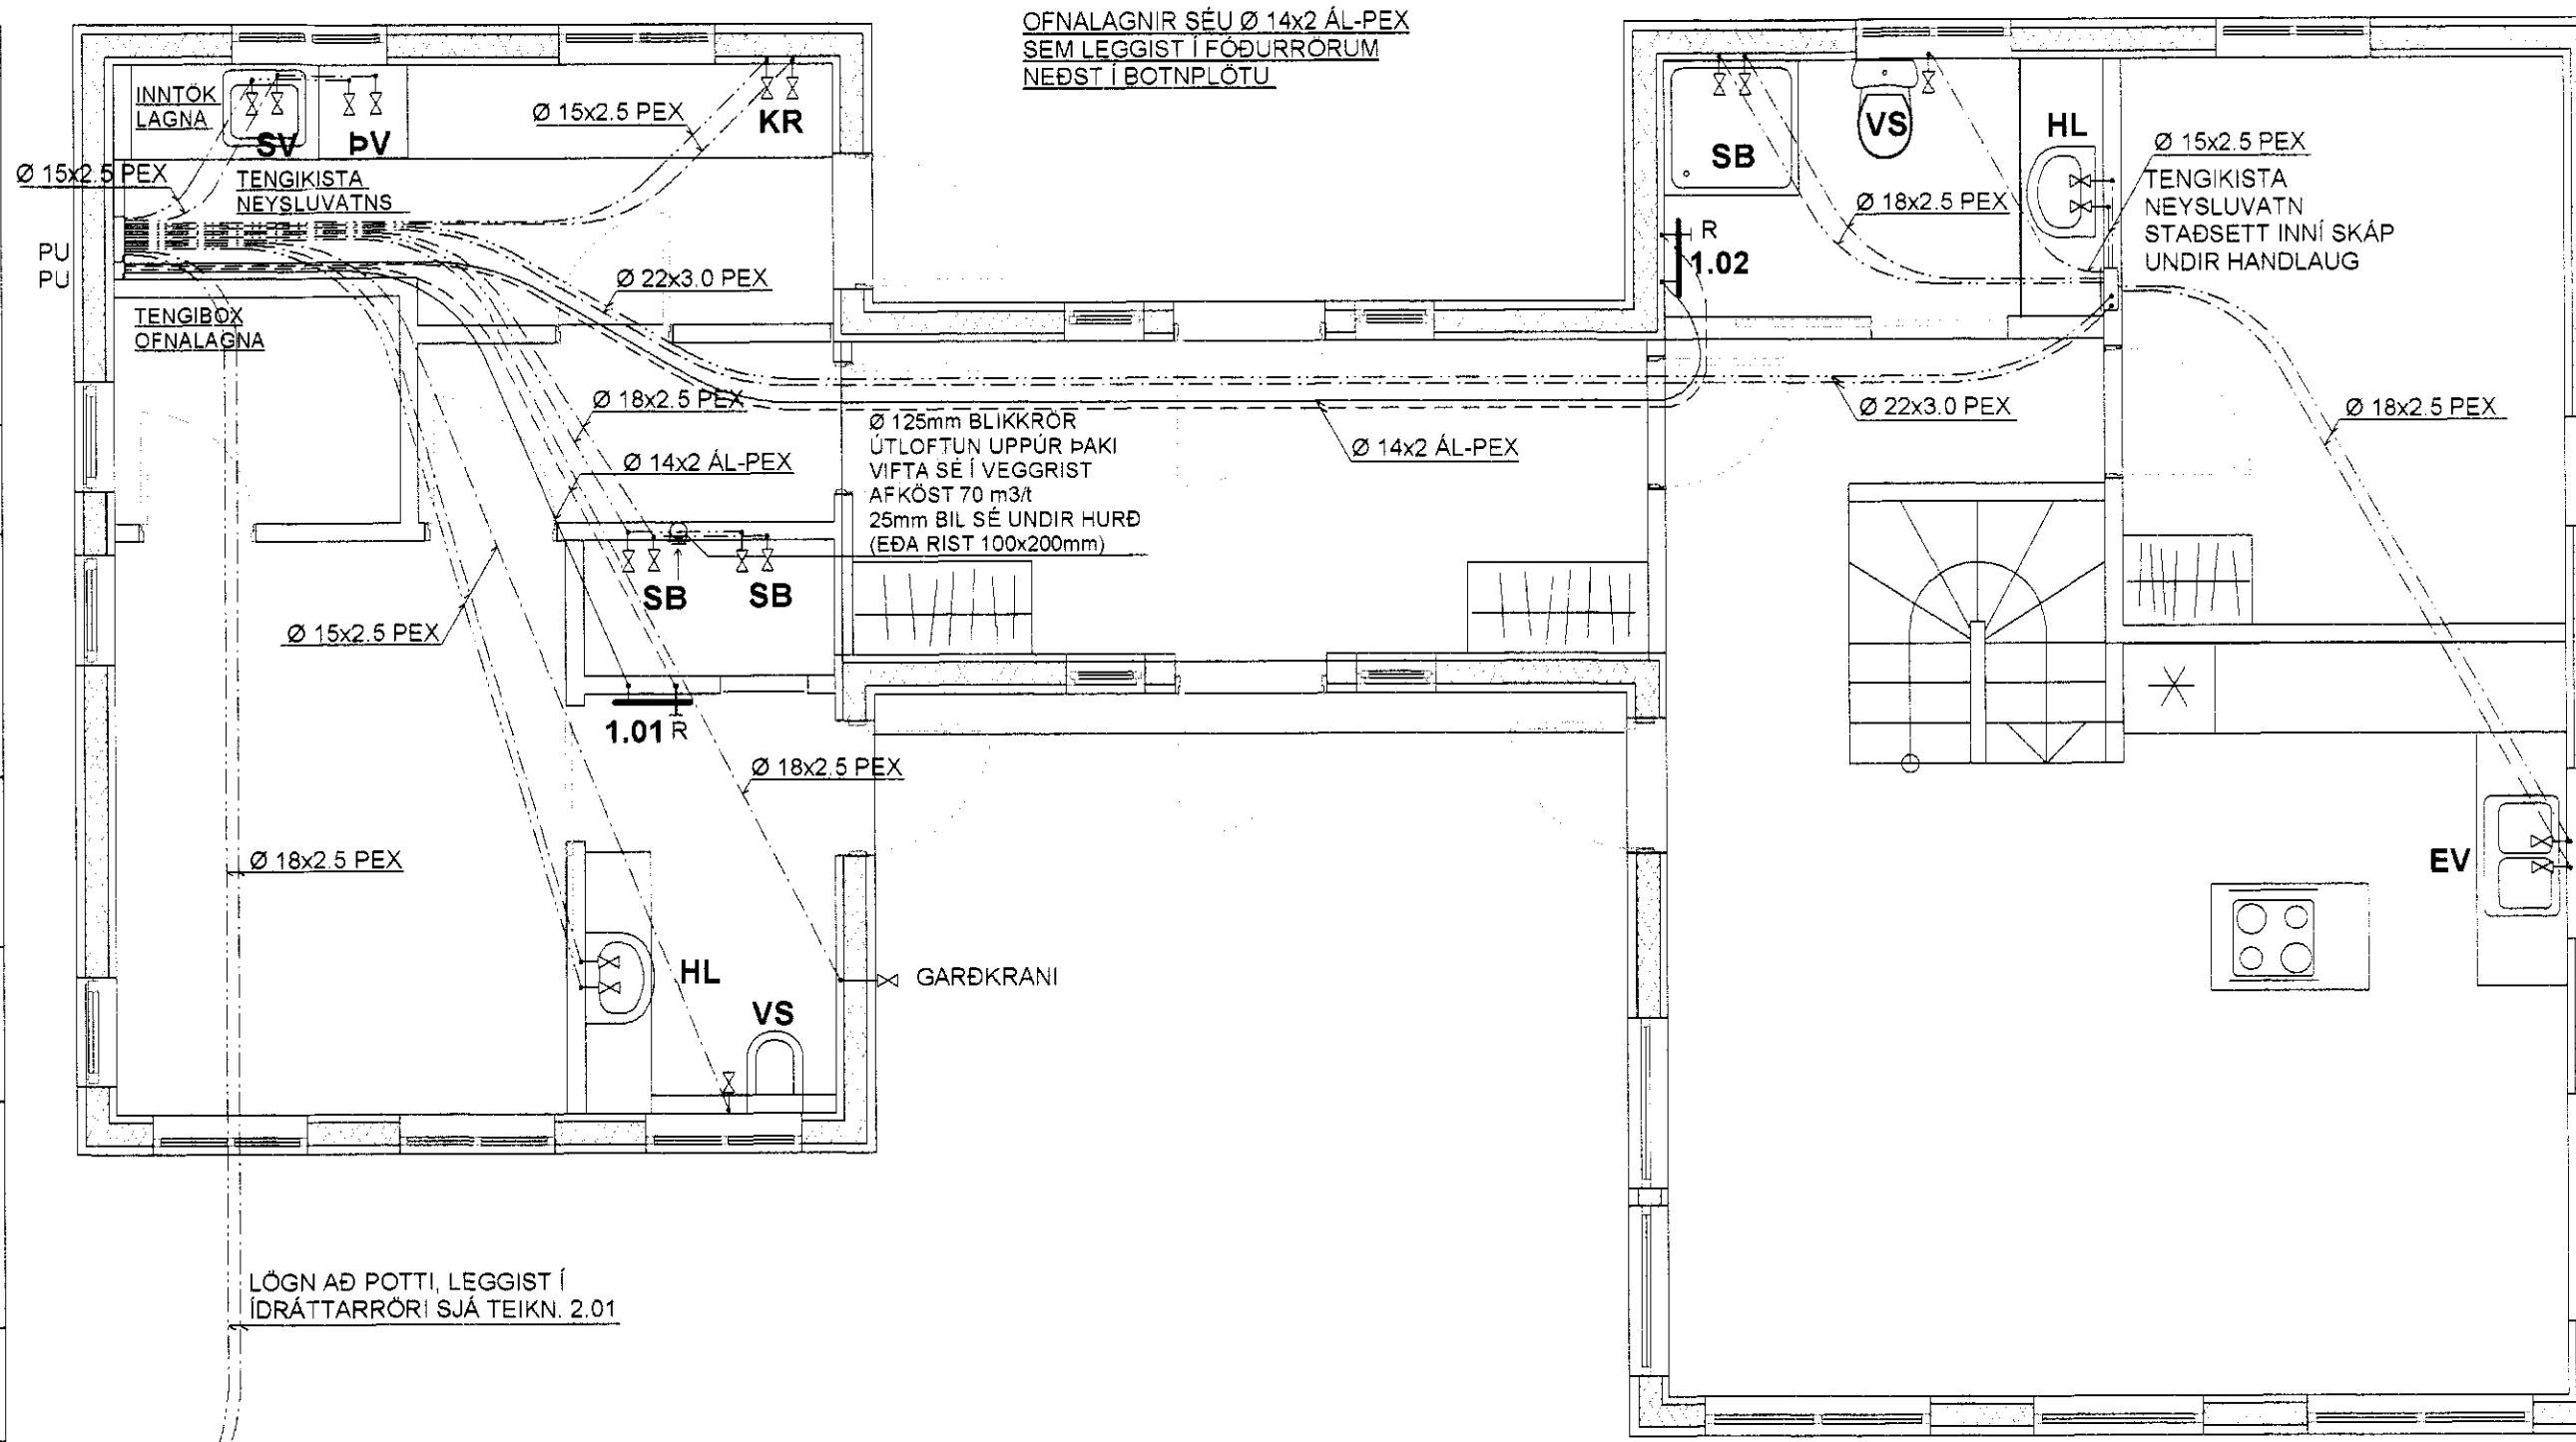 OFNALAGNIR SÉU Ø 14x2 ÁL-PEX
SEM LEGGIST Í FÓÐURRÖRUM
NEÐST Í BOTNPLÖTU
INNTÖK
LAGNA
SV
ÞV
KR
Ø 15x2.5 PEX
Ø 15x2.5 PEX
TENGIKISTA
NEYSLUVATNS
PU
PU
TENGIBOX
OFNALAGNA
Ø 22x3.0 PEX
Ø 18x2.5 PEX
Ø 14x2 ÁL-PEX
Ø 125mm BLIKKRÖR
ÚTLOFTUN UPPÚR ÞAKI
VIFTA SÉ Í VEGGRIST
AFKÖST 70 m3/t
25mm BIL SÉ UNDIR HURÐ
(EÐA RIST 100x200mm)
Ø 14x2 ÁL-PEX
SB
SB
Ø 15x2.5 PEX
1.01 R
Ø 18x2.5 PEX
Ø 18x2.5 PEX
HL
VS
GARÐKRANI
LÖGN AÐ POTTI, LEGGIST Í
ÍDRÁTTARRÖRI SJÁ TEIKN. 2.01
SB
VS
HL
R
1.02
Ø 18x2.5 PEX
Ø 15x2.5 PEX
TENGIKISTA
NEYSLUVATN
STAÐSETT INNÍ SKÁP
UNDIR HANDLAUG
Ø 22x3.0 PEX
Ø 18x2.5 PEX
EV